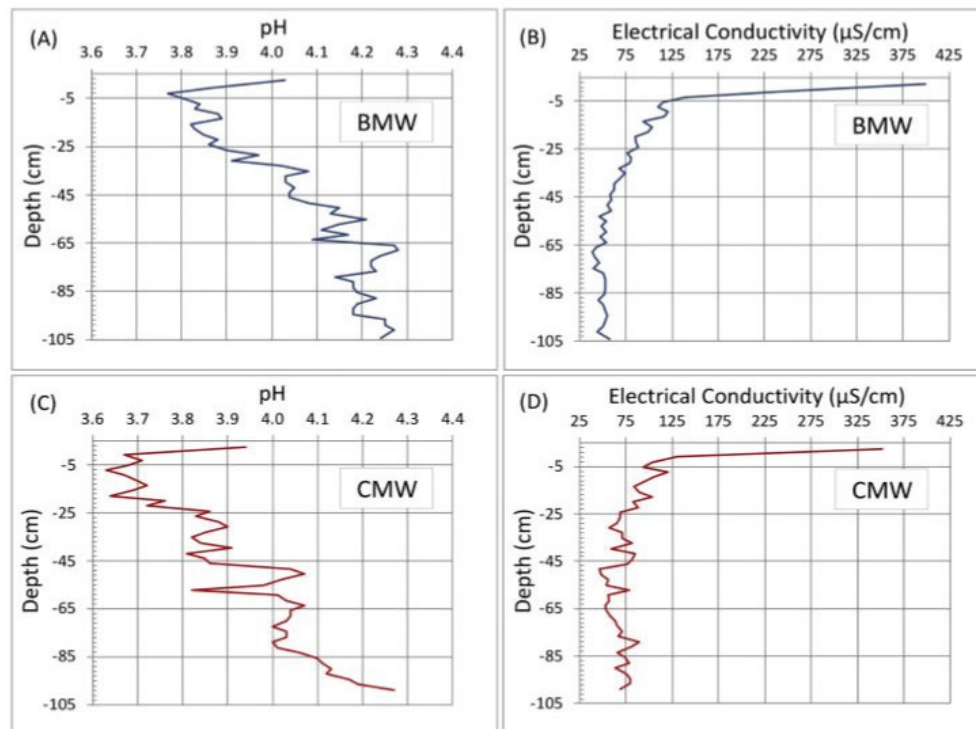 (A)
pH
3.6 3.7 3.8 3.9 4.0 4.1 4.2 4.3 4.4
-5
-25
-45
-65
-85
-105
Depth (cm)
BMW
(B)
Electrical Conductivity (µS/cm)
25 75 125 175 225 275 325 375 425
-5
-25
-45
-65
-85
-105
Depth (cm)
BMW
(C)
pH
3.6 3.7 3.8 3.9 4.0 4.1 4.2 4.3 4.4
-5
-25
-45
-65
-85
-105
Depth (cm)
CMW
(D)
Electrical Conductivity (µS/cm)
25 75 125 175 225 275 325 375 425
-5
-25
-45
-65
-85
-105
Depth (cm)
CMW